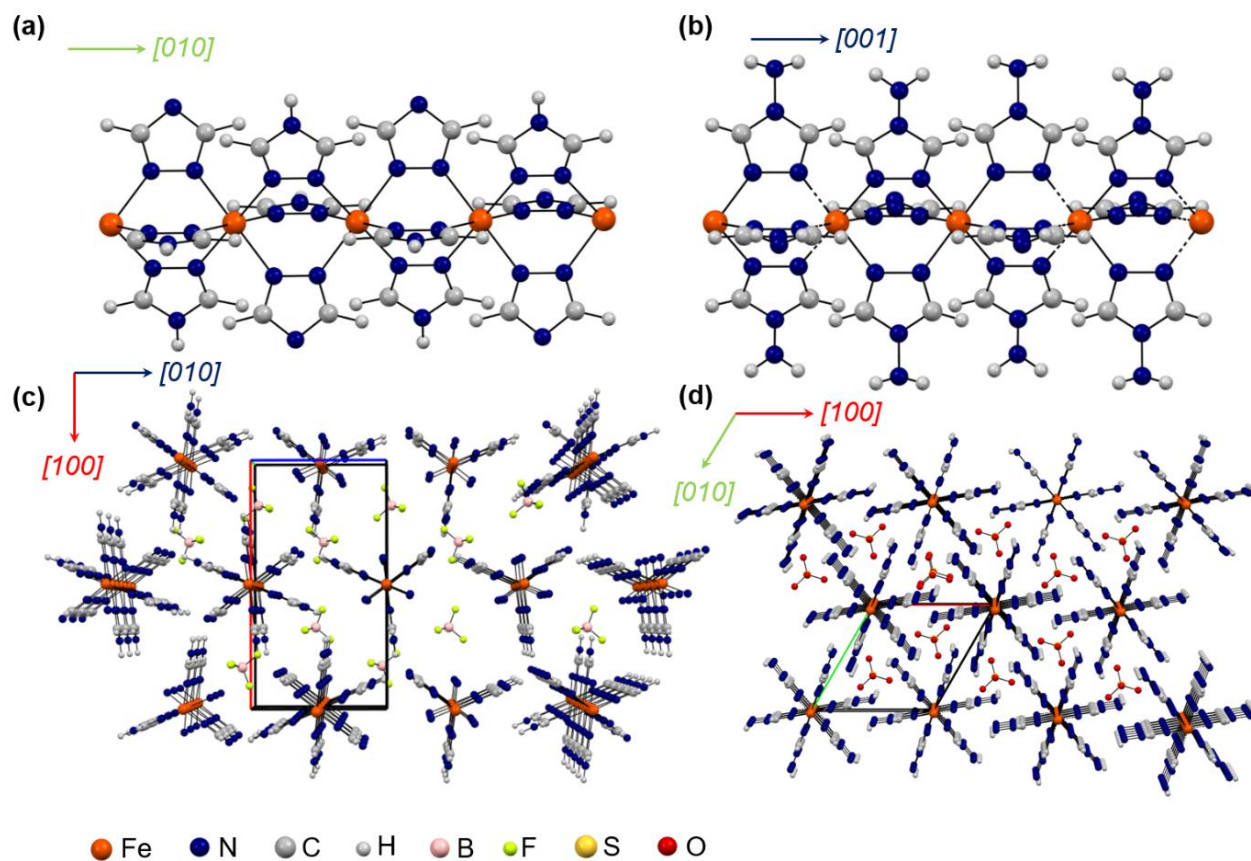 (a)
[010]
(b)
[001]
(c)
[010]
[100]
(d)
[100]
[010]
Fe N C H B F S O